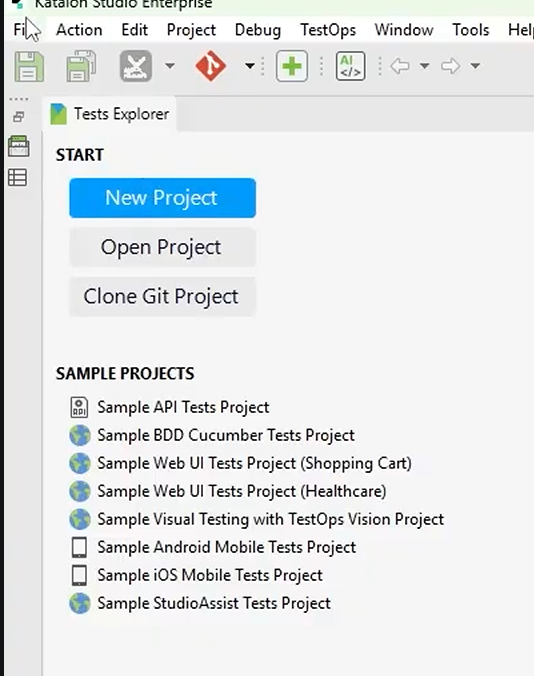 Katalon Studio Enterprise
Action Edit Project Debug TestOps Window Tools
AI
Tests Explorer
START
New Project
Open Project
Clone Git Project
SAMPLE PROJECTS
API
Sample API Tests Project
Sample BDD Cucumber Tests Project
Sample Web UI Tests Project (Shopping Cart)
Sample Web UI Tests Project (Healthcare)
Sample Visual Testing with TestOps Vision Project
Sample Android Mobile Tests Project
Sample iOS Mobile Tests Project
Sample StudioAssist Tests Project